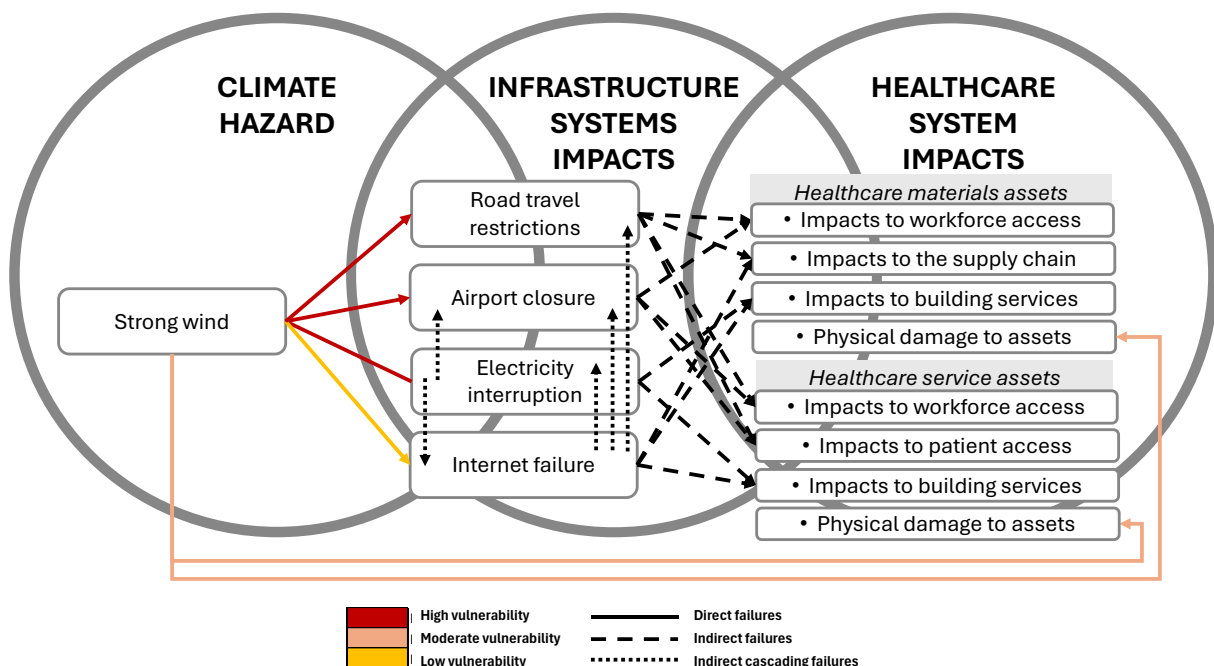 CLIMATE
HAZARD
INFRASTRUCTURE
SYSTEMS
IMPACTS
HEALTHCARE
SYSTEM
IMPACTS
Strong wind
Road travel
restrictions
Airport closure
Electricity
interruption
Internet failure
Healthcare materials assets
• Impacts to workforce access
• Impacts to the supply chain
• Impacts to building services
• Physical damage to assets
Healthcare service assets
• Impacts to workforce access
• Impacts to patient access
• Impacts to building services
• Physical damage to assets
High vulnerability
Moderate vulnerability
Low vulnerability
Direct failures
Indirect failures
Indirect cascading failures